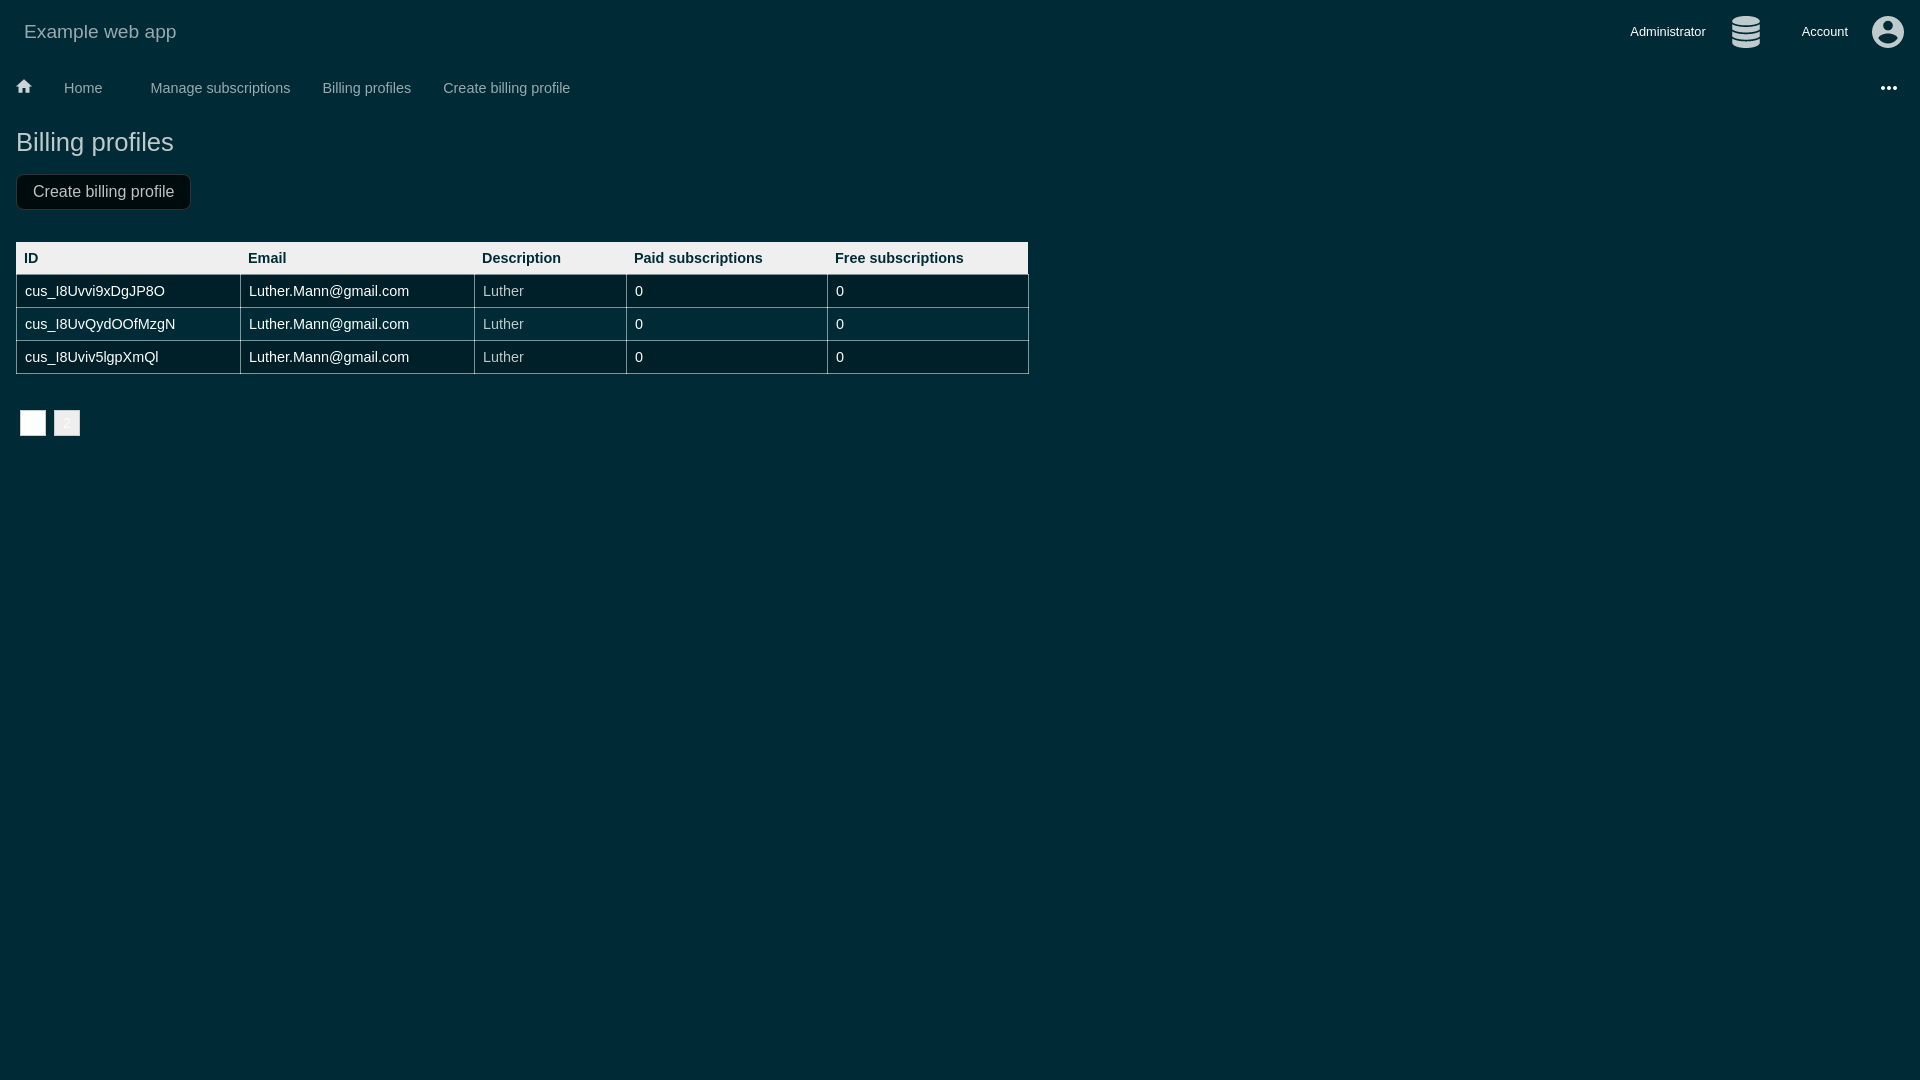 Example web app
Administrator
Account
Home
Manage subscriptions
Billing profiles
Create billing profile
Billing profiles
Create billing profile
ID Email Description Paid subscriptions Free subscriptions
cus_I8Uvvi9xDgJP8O Luther.Mann@gmail.com Luther 0 0
cus_I8UvQydOOfMzgN Luther.Mann@gmail.com Luther 0 0
cus_I8Uviv5lgpXmQl Luther.Mann@gmail.com Luther 0 0
2